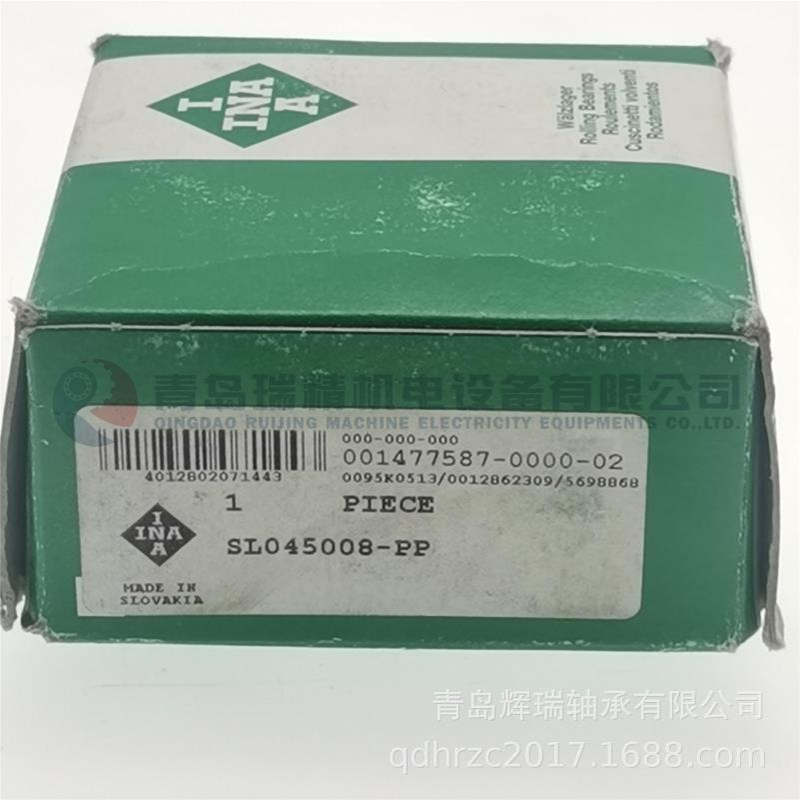 I
INA
A
Wälzlager
Rolling Bearings
Roulements
Cuscinetti volventi
Rodamientos
青岛瑞精机电设备有限公司
QINGDAO RUIJING MACHINE ELECTRICITY EQUIPMENTS CO., LTD
000-000-000
001477587-0000-02
4012802071443
0095K0513/0012862309/5698868
1 PIECE
I
INA
A
SL045008-PP
MADE IN
SLOVAKIA
青岛辉瑞轴承有限公司
qdhrzc2017.1688.com